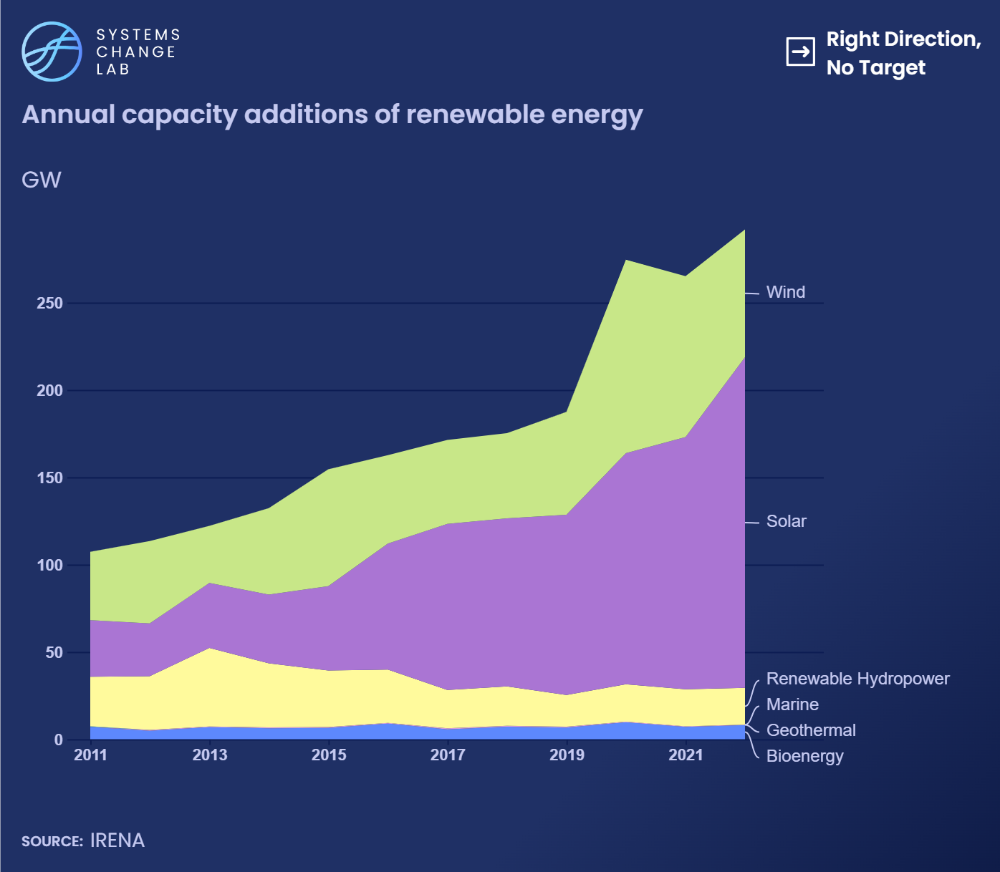 SYSTEMS
CHANGE
LAB
Right Direction,
No Target
Annual capacity additions of renewable energy
GW
250
200
150
100
50
0
2011
2013
2015
2017
2019
2021
Wind
Solar
Renewable Hydropower
Marine
Geothermal
Bioenergy
SOURCE: IRENA